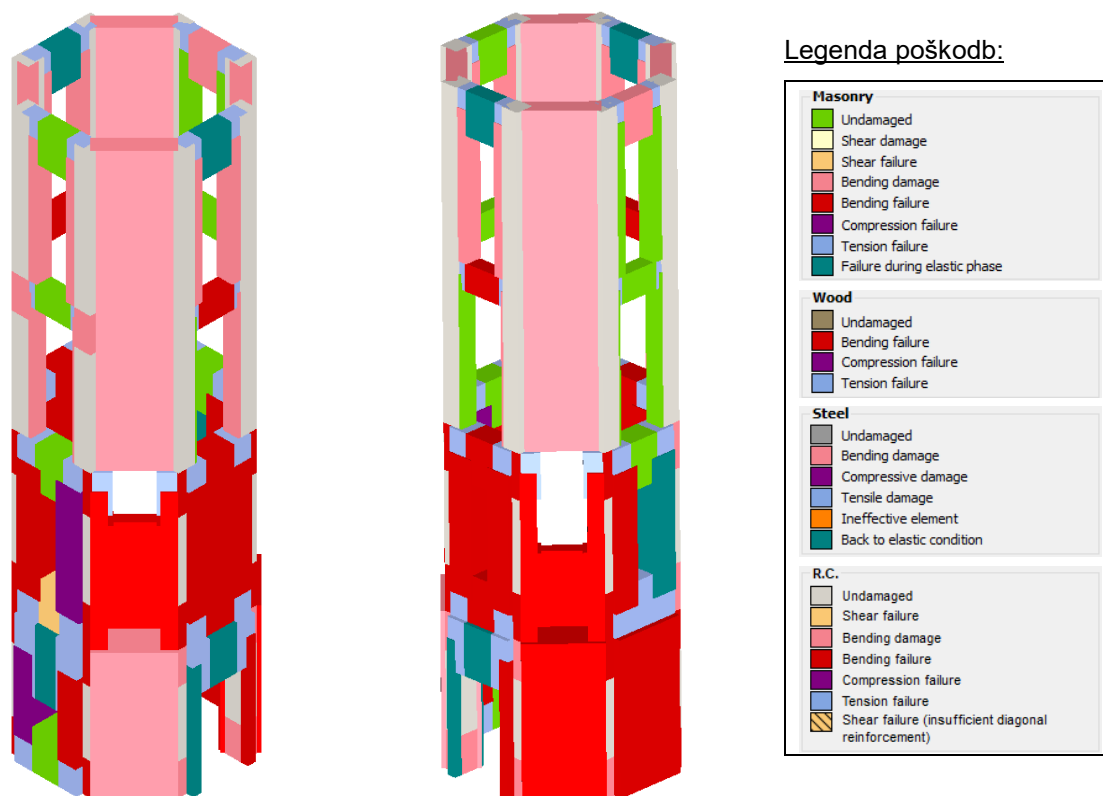 Legenda poškodb:
Masonry
Undamaged
Shear damage
Shear failure
Bending damage
Bending failure
Compression failure
Tension failure
Failure during elastic phase
Wood
Undamaged
Bending failure
Compression failure
Tension failure
Steel
Undamaged
Bending damage
Compressive damage
Tensile damage
Ineffective element
Back to elastic condition
R.C.
Undamaged
Shear failure
Bending damage
Bending failure
Compression failure
Tension failure
Shear failure (insufficient diagonal
reinforcement)